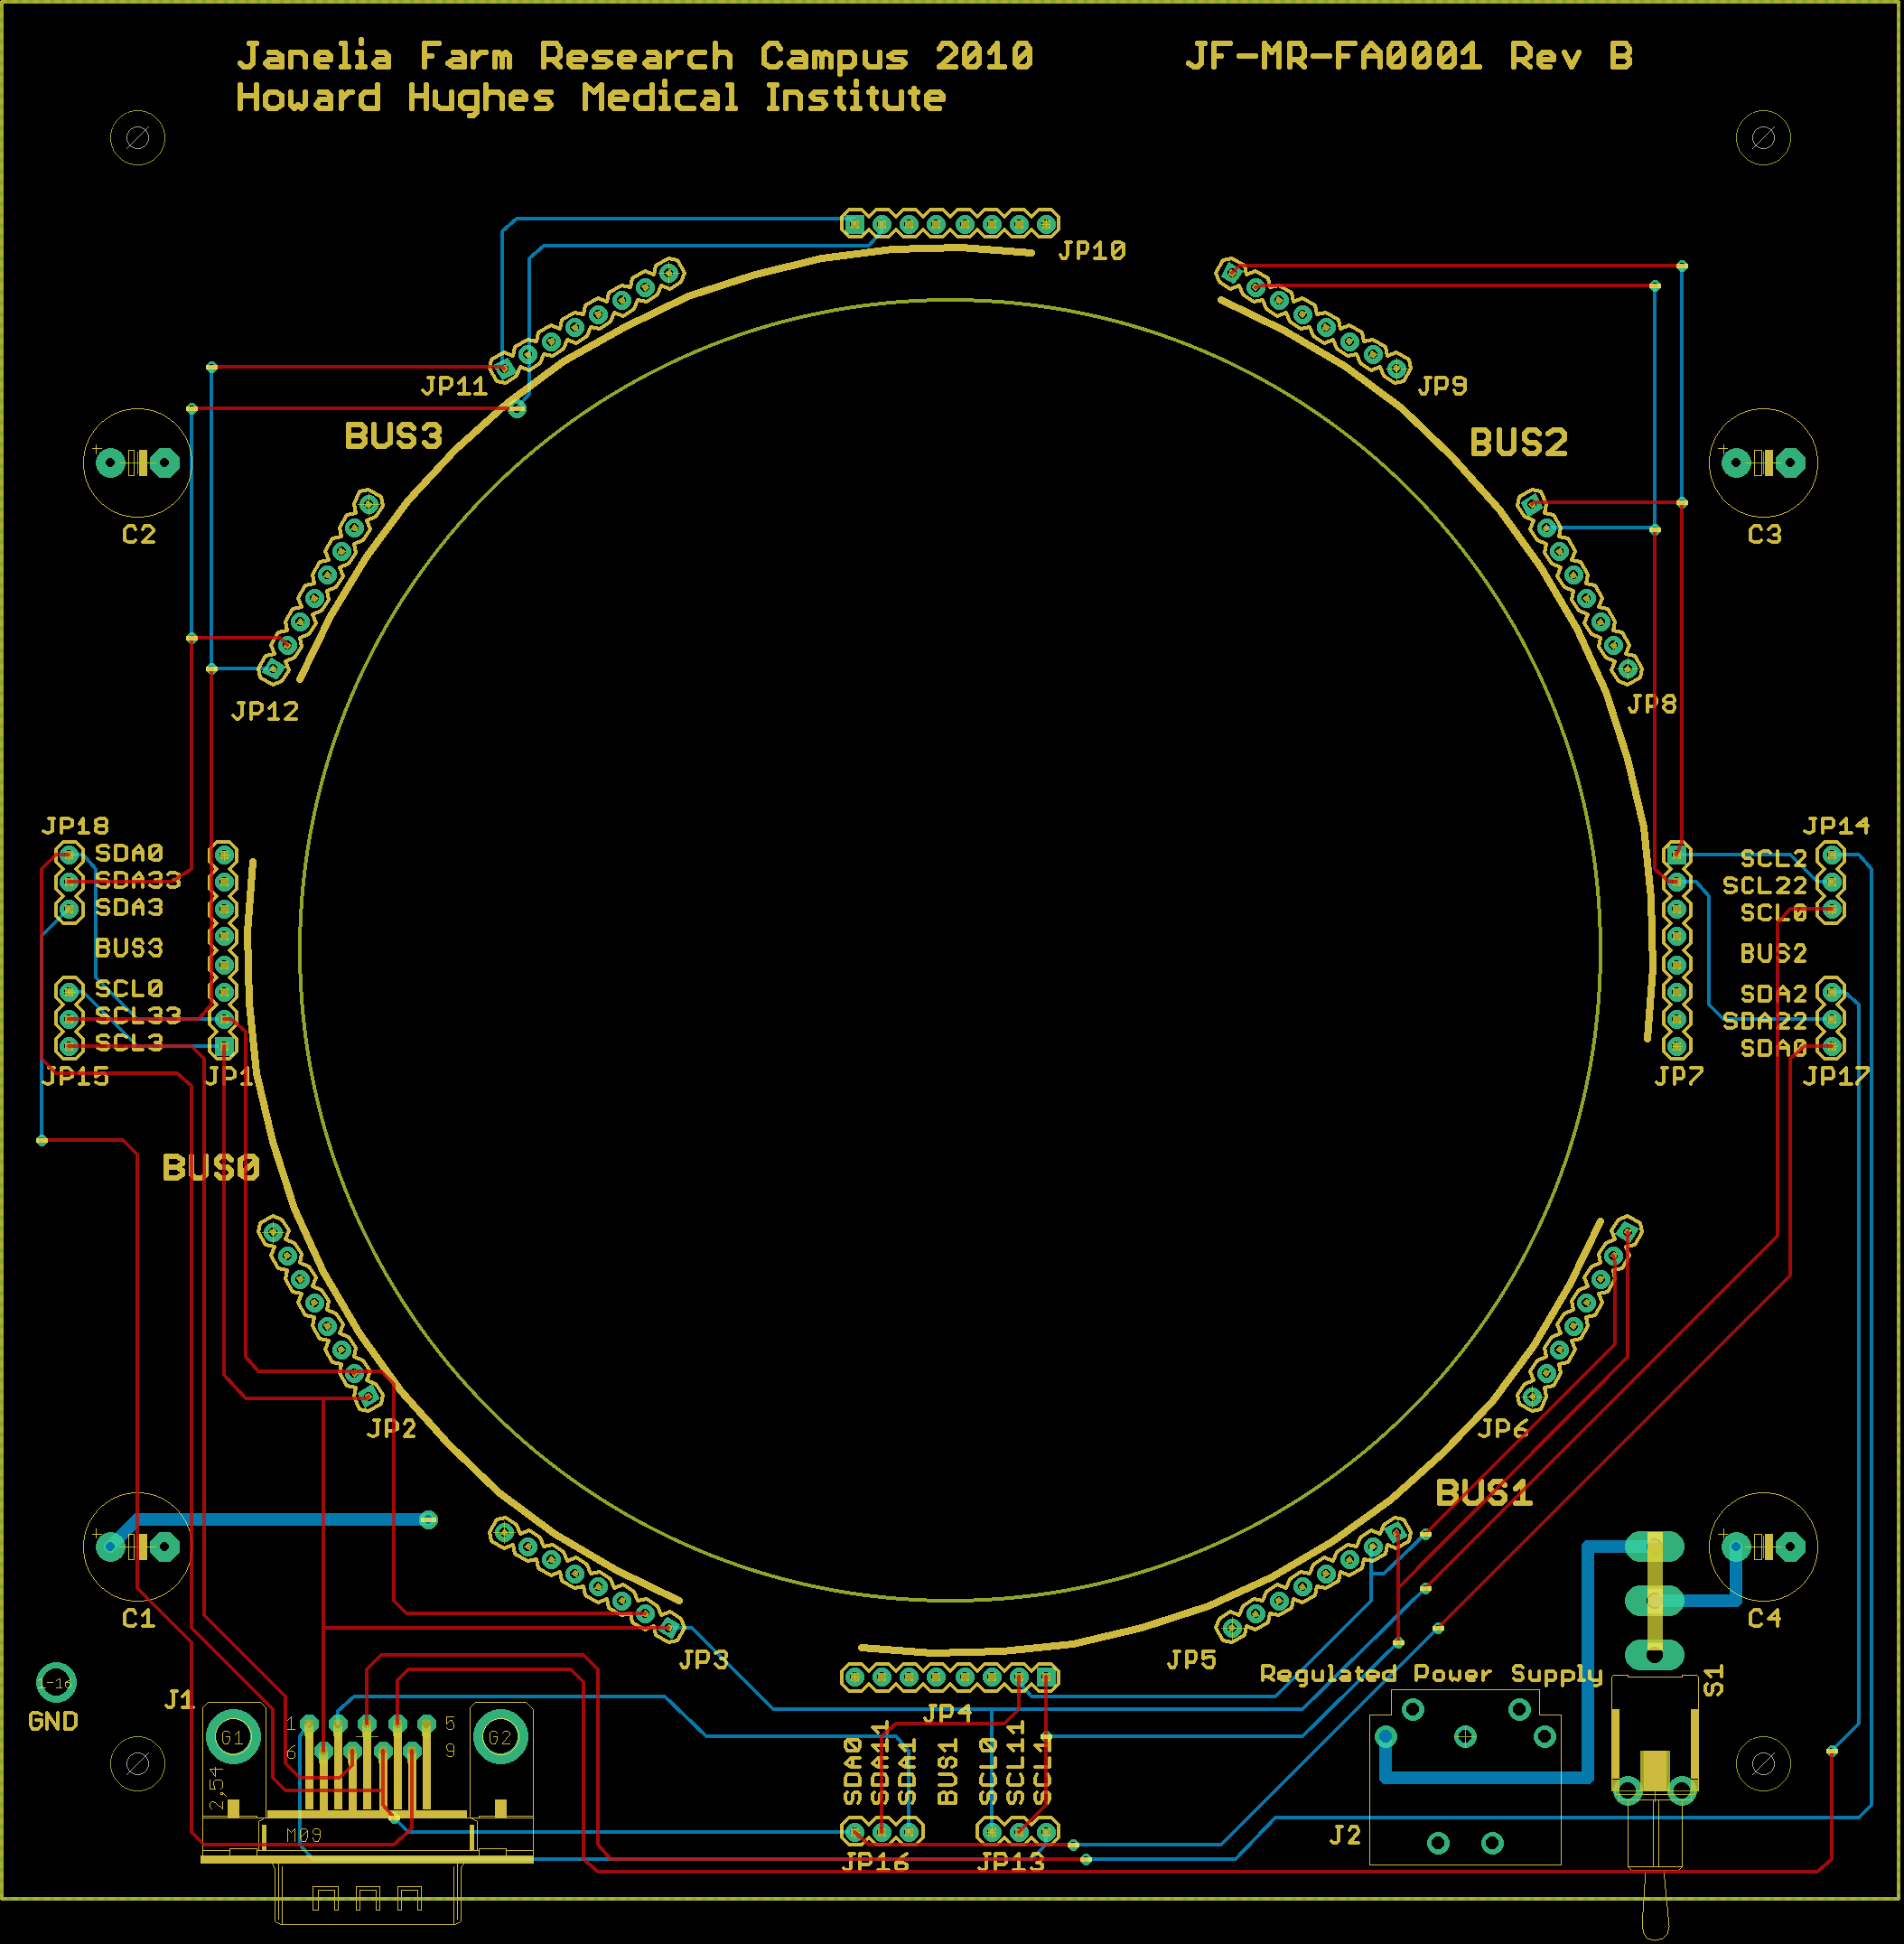 Janelia Farm Research Campus 2010 JF-MR-FA0001 Rev B
Howard Hughes Medical Institute
JP10
JP11
JP9
BUS3
BUS2
+
+
C2
C3
JP12
JP8
JP18
JP14
SDA0
SCL2
SDA33
SCL22
SDA3
SCL0
BUS3
BUS2
SCL0
SDA2
SCL33
SDA22
SCL3
SDA0
JP15
JP1
JP7
JP17
BUS0
JP2
JP6
BUS1
+
+
C1
C4
JP3
JP5
Regulated Power Supply
S1
1-16
GND
J1
JP4
G1
1
5
G2
6
9
2,54
M09
SDA0
SDA11
SDA1
BUS1
SCL0
SCL11
SCL1
J2
JP16
JP13